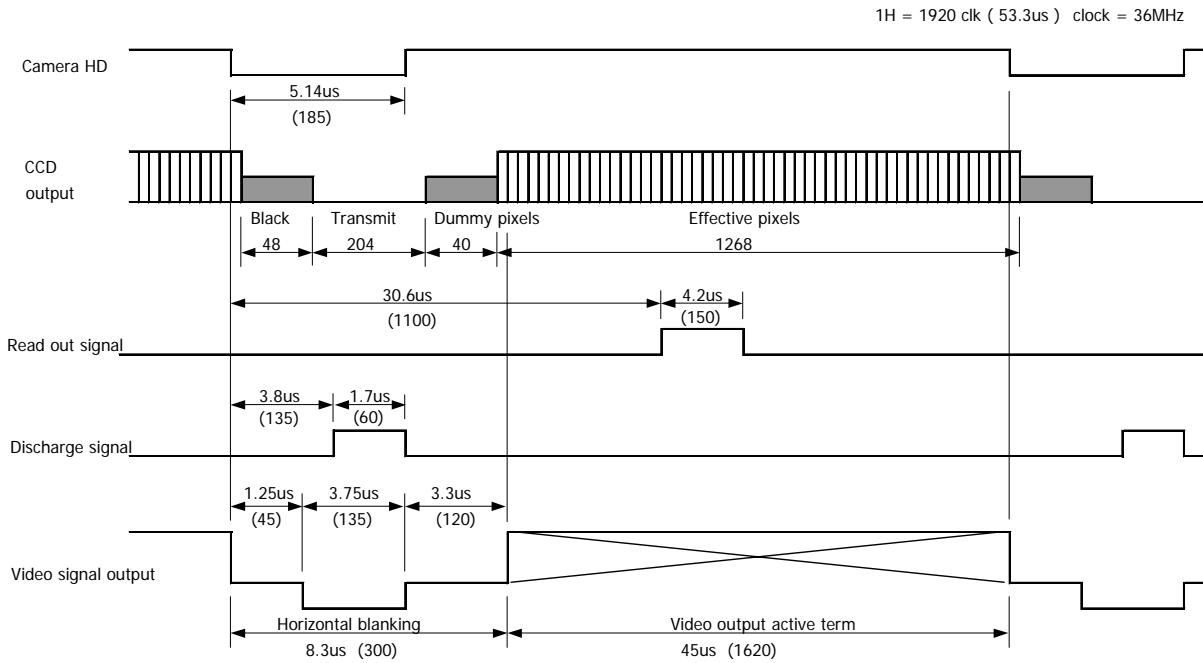 1H = 1920 clk ( 53.3us )   clock = 36MHz
Camera HD
5.14us
(185)
CCD
output
Black   Transmit   Dummy pixels   Effective pixels
48   204   40   1268
30.6us   4.2us
(1100)   (150)
Read out signal
3.8us   1.7us
(135)   (60)
Discharge signal
1.25us   3.75us   3.3us
(45)   (135)   (120)
Video signal output
Horizontal blanking   Video output active term
8.3us (300)   45us (1620)